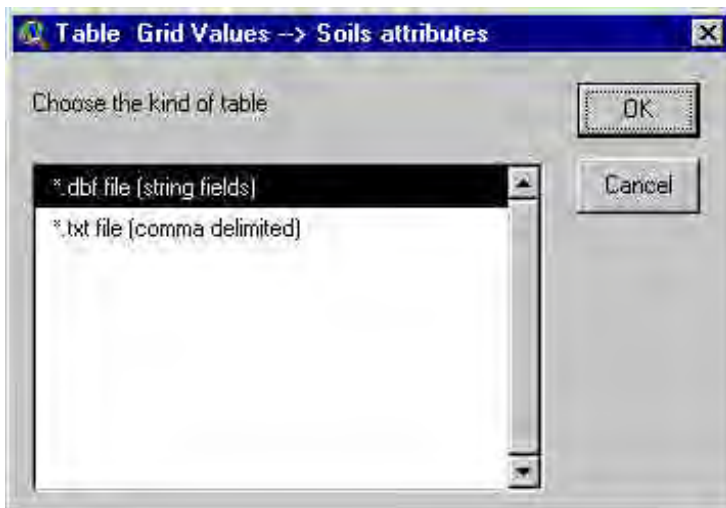 Table Grid Values --> Soils attributes
Choose the kind of table
OK
*.dbf file (string fields)
Cancel
*.txt file (comma delimited)